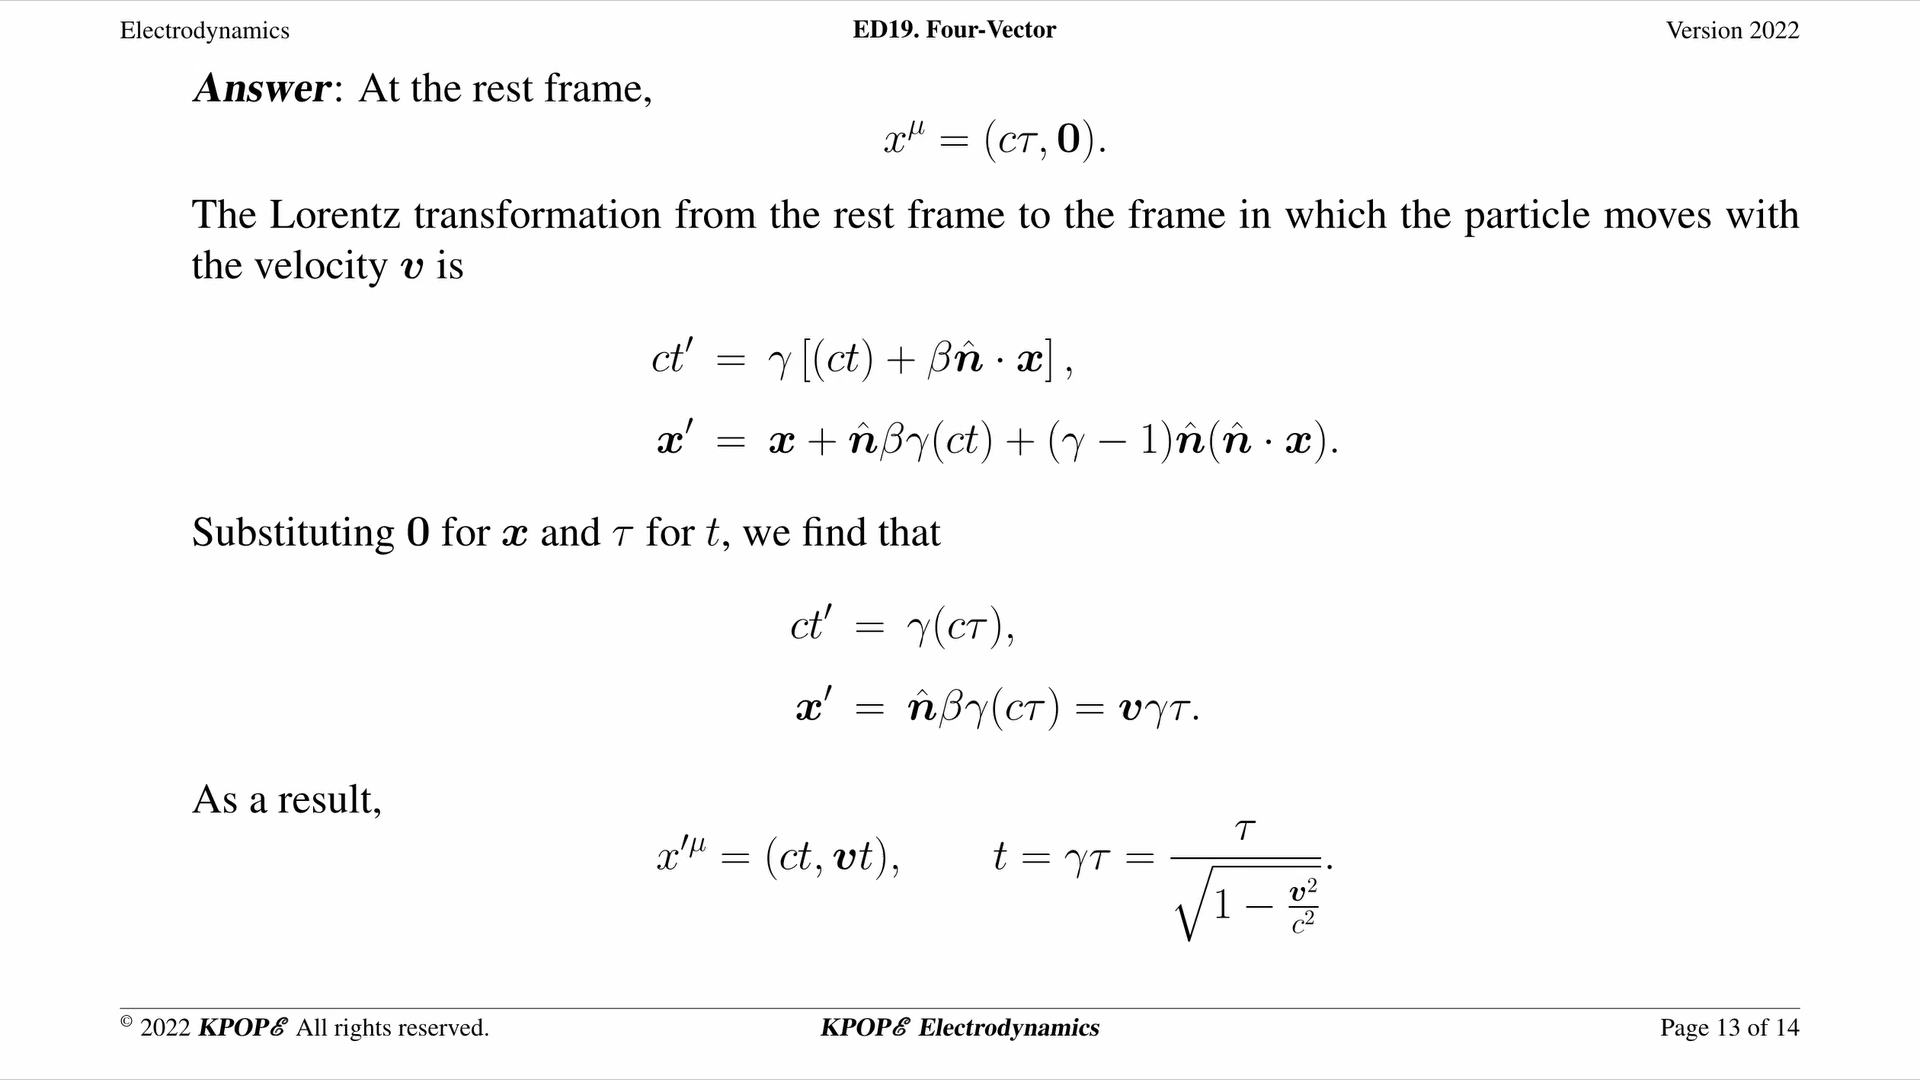 Electrodynamics ED19. Four-Vector Version 2022
Answer: At the rest frame,
x^μ = (cτ, 0).
The Lorentz transformation from the rest frame to the frame in which the particle moves with
the velocity v is
ct′ = γ [(ct) + βn̂ · x] ,
x′ = x + n̂βγ(ct) + (γ − 1)n̂(n̂ · x).
Substituting 0 for x and τ for t, we find that
ct′ = γ(cτ),
x′ = n̂βγ(cτ) = vγτ.
As a result,
x′^μ = (ct, vt), t = γτ = τ / √(1 − v²/c²).
© 2022 KPOPℰ All rights reserved. KPOPℰ Electrodynamics Page 13 of 14